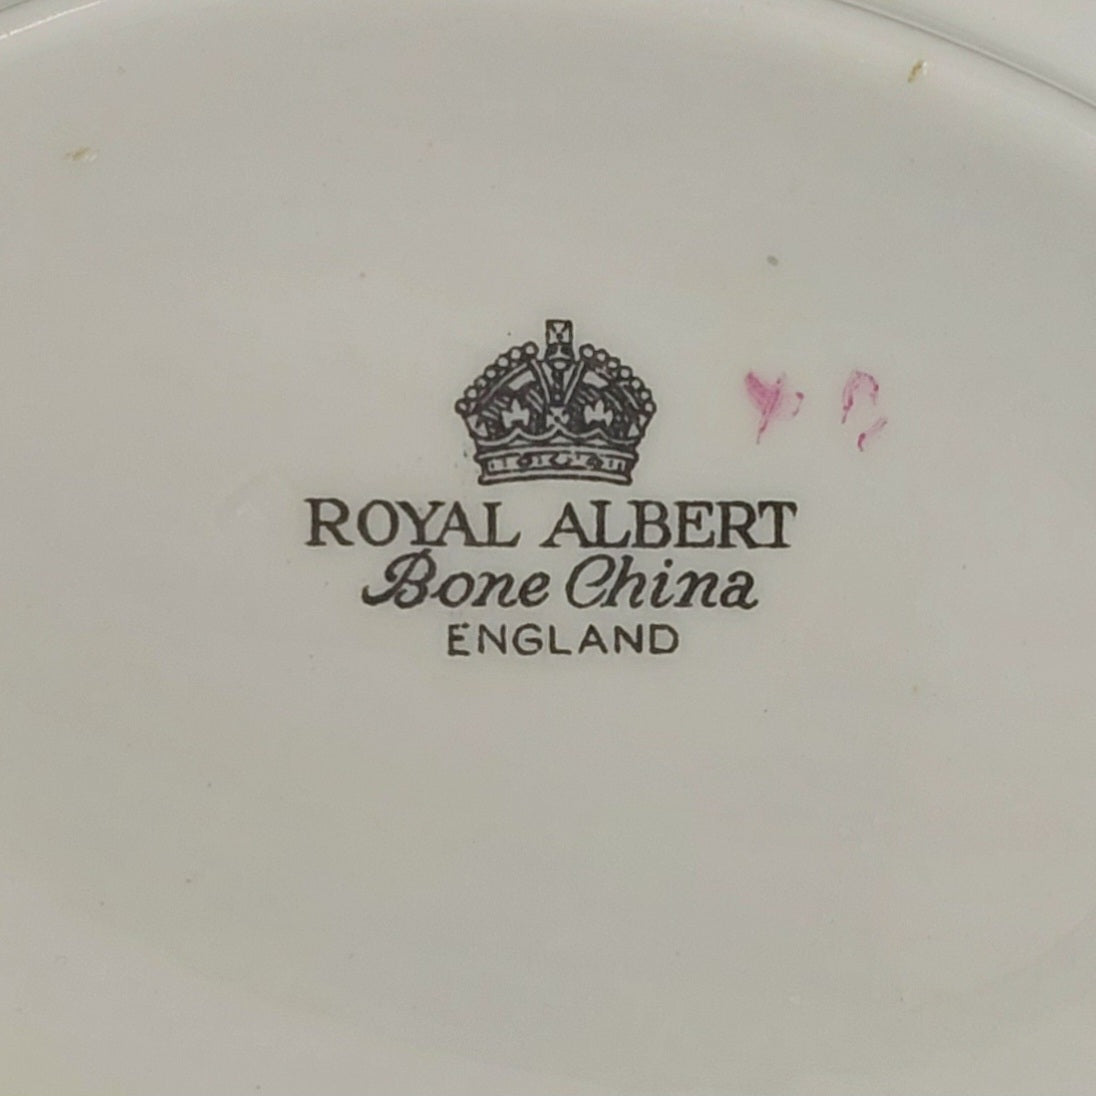 ROYAL ALBERT
Bone China
ENGLAND